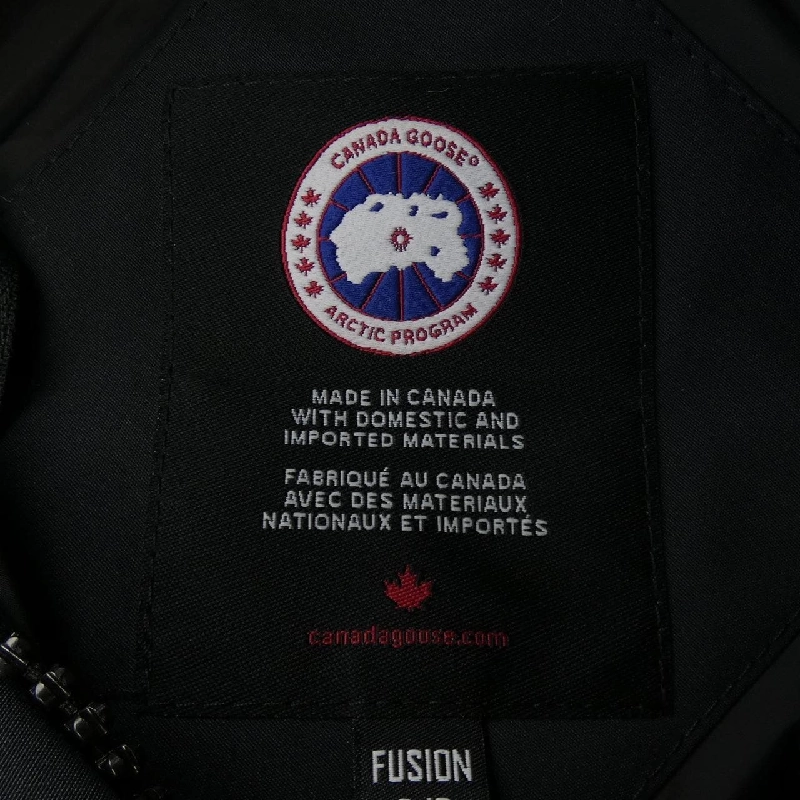 CANADA GOOSE®
ARCTIC PROGRAM
MADE IN CANADA
WITH DOMESTIC AND
IMPORTED MATERIALS
FABRIQUÉ AU CANADA
AVEC DES MATERIAUX
NATIONAUX ET IMPORTÉS
canadagoose.com
FUSION